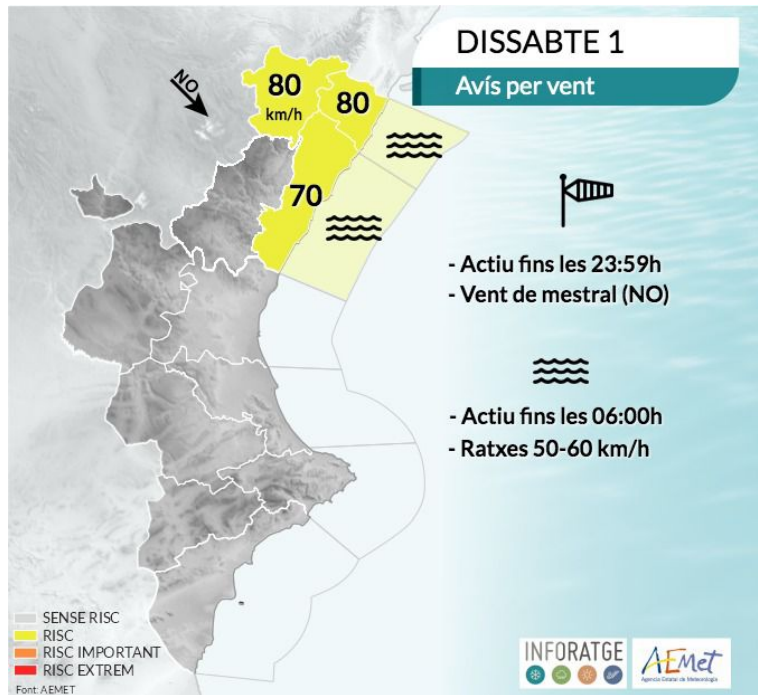 DISSABTE 1
Avís per vent
NO
80
km/h
80
70
- Actiu fins les 23:59h
- Vent de mestral (NO)
- Actiu fins les 06:00h
- Ratxes 50-60 km/h
SENSE RISC
RISC
RISC IMPORTANT
RISC EXTREM
Font: AEMET
INFORATGE
AEmet
Agencia Estatal de Meteorología